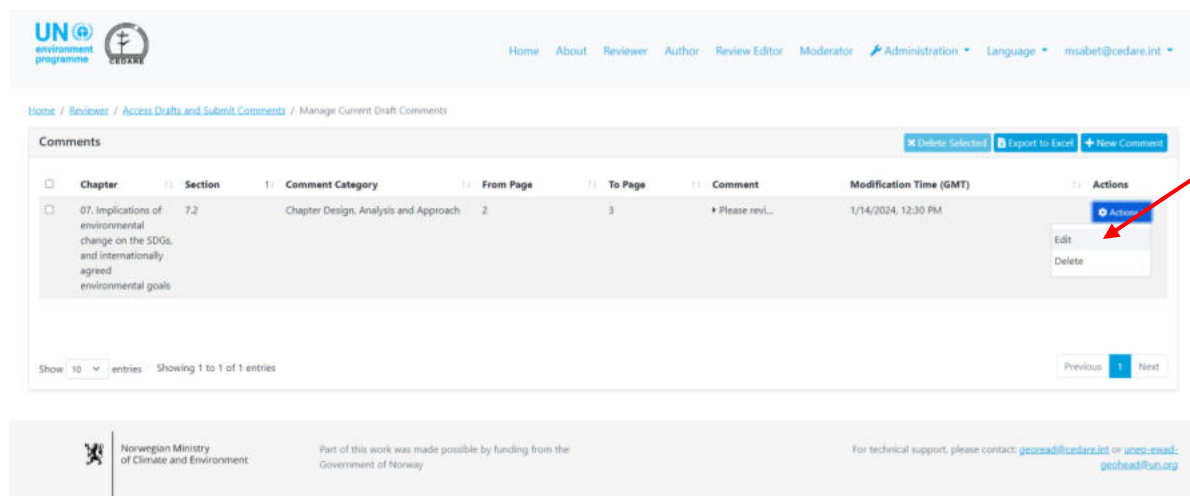 UN
environment
programme
CEDARE
Home About Reviewer Author Review Editor Moderator Administration Language msabet@cedare.int
Home / Reviewer / Access Drafts and Submit Comments / Manage Current Draft Comments
Comments
Delete Selected Export to Excel New Comment
Chapter Section Comment Category From Page To Page Comment Modification Time (GMT) Actions
07. Implications of 7.2 Chapter Design, Analysis and Approach 2 3 Please revi... 1/14/2024, 12:30 PM Actions
environmental
change on the SDGs,
and internationally
agreed
environmental goals
Edit
Delete
Show 10 entries Showing 1 to 1 of 1 entries
Previous 1 Next
Norwegian Ministry
of Climate and Environment
Part of this work was made possible by funding from the
Government of Norway
For technical support, please contact: georead@cedare.int or unep-ewad-
geohead@un.org